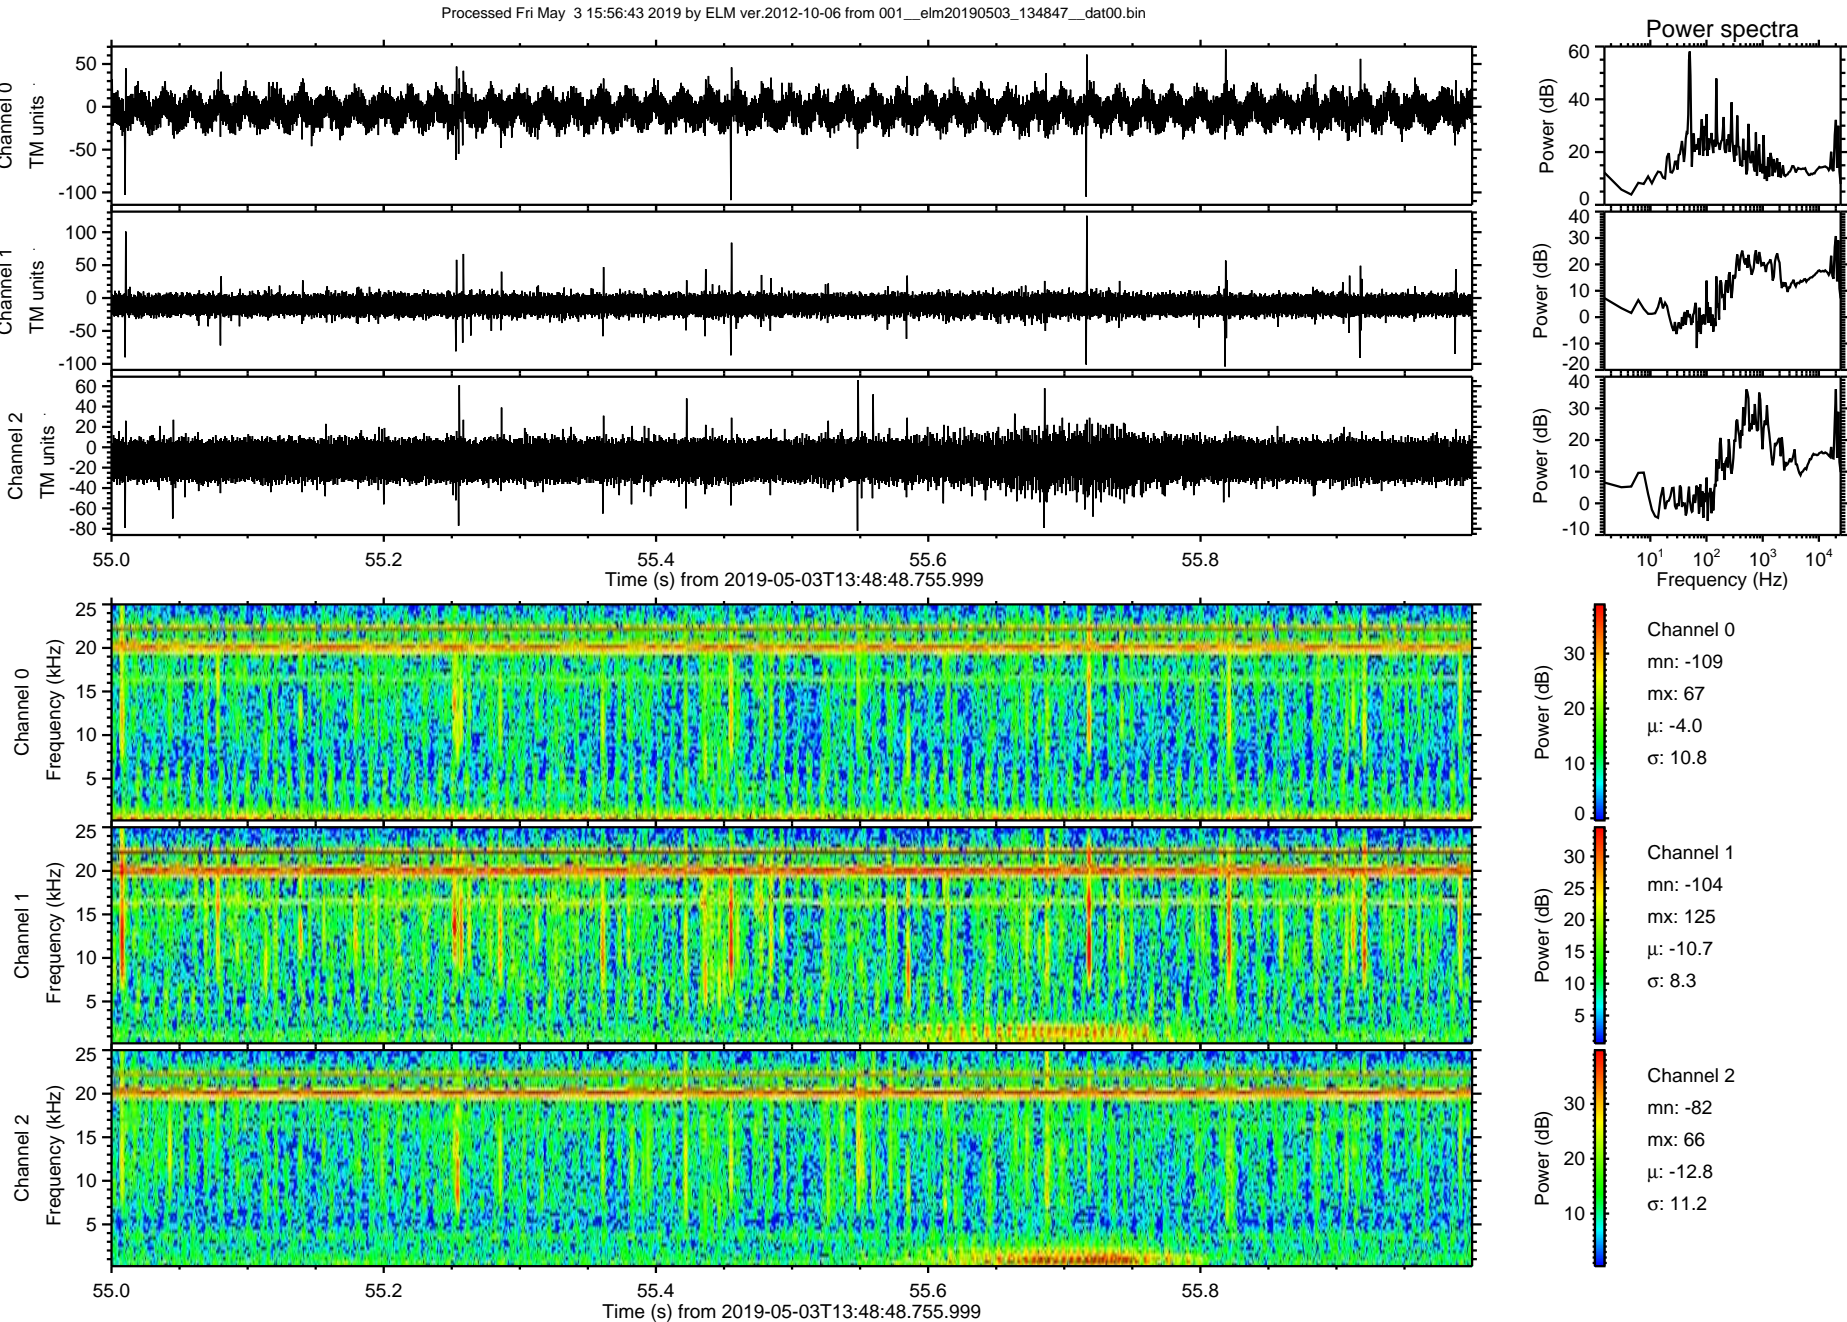 Processed Fri May  3 15:56:43 2019 by ELM ver.2012-10-06 from 001__elm20190503_134847__dat00.bin
Power spectra
Channel 0
TM units
50
0
-50
-100
Power (dB)
60
40
20
0
Channel 1
TM units
100
50
0
-50
-100
Power (dB)
40
30
20
10
0
-10
-20
Channel 2
TM units
60
40
20
0
-20
-40
-60
-80
Power (dB)
40
30
20
10
0
-10
55.0 55.2 55.4 55.6 55.8
Time (s) from 2019-05-03T13:48:48.755.999
10^1 10^2 10^3 10^4
Frequency (Hz)
Channel 0
Frequency (kHz)
25
20
15
10
5
Power (dB)
30
20
10
0
Channel 0
mn: -109
mx: 67
μ: -4.0
σ: 10.8
Channel 1
Frequency (kHz)
25
20
15
10
5
Power (dB)
30
25
20
15
10
5
Channel 1
mn: -104
mx: 125
μ: -10.7
σ: 8.3
Channel 2
Frequency (kHz)
25
20
15
10
5
Power (dB)
30
20
10
Channel 2
mn: -82
mx: 66
μ: -12.8
σ: 11.2
55.0 55.2 55.4 55.6 55.8
Time (s) from 2019-05-03T13:48:48.755.999